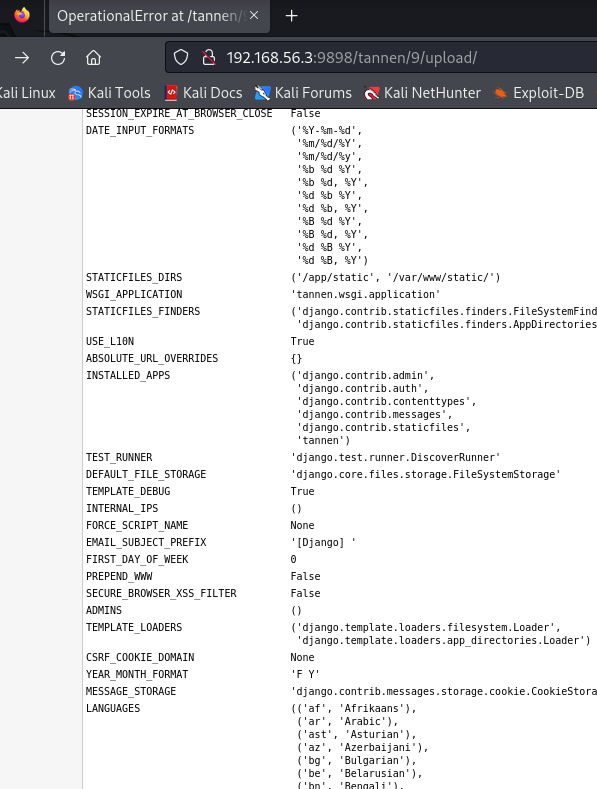 OperationalError at /tannen/
192.168.56.3:9898/tannen/9/upload/
Kali Linux Kali Tools Kali Docs Kali Forums Kali NetHunter Exploit-DB
SESSION_EXPIRE_AT_BROWSER_CLOSE False
DATE_INPUT_FORMATS ('%Y-%m-%d',
'%m/%d/%Y',
'%m/%d/%y',
'%b %d %Y',
'%b %d, %Y',
'%d %b %Y',
'%d %b, %Y',
'%B %d %Y',
'%B %d, %Y',
'%d %B %Y',
'%d %B, %Y')
STATICFILES_DIRS ('/app/static', '/var/www/static/')
WSGI_APPLICATION 'tannen.wsgi.application'
STATICFILES_FINDERS ('django.contrib.staticfiles.finders.FileSystemFind
'django.contrib.staticfiles.finders.AppDirectories
USE_L10N True
ABSOLUTE_URL_OVERRIDES {}
INSTALLED_APPS ('django.contrib.admin',
'django.contrib.auth',
'django.contrib.contenttypes',
'django.contrib.messages',
'django.contrib.staticfiles',
'tannen')
TEST_RUNNER 'django.test.runner.DiscoverRunner'
DEFAULT_FILE_STORAGE 'django.core.files.storage.FileSystemStorage'
TEMPLATE_DEBUG True
INTERNAL_IPS ()
FORCE_SCRIPT_NAME None
EMAIL_SUBJECT_PREFIX '[Django] '
FIRST_DAY_OF_WEEK 0
PREPEND_WWW False
SECURE_BROWSER_XSS_FILTER False
ADMINS ()
TEMPLATE_LOADERS ('django.template.loaders.filesystem.Loader',
'django.template.loaders.app_directories.Loader')
CSRF_COOKIE_DOMAIN None
YEAR_MONTH_FORMAT 'F Y'
MESSAGE_STORAGE 'django.contrib.messages.storage.cookie.CookieStora
LANGUAGES (('af', 'Afrikaans'),
('ar', 'Arabic'),
('ast', 'Asturian'),
('az', 'Azerbaijani'),
('bg', 'Bulgarian'),
('be', 'Belarusian'),
('bn', 'Bengali'),